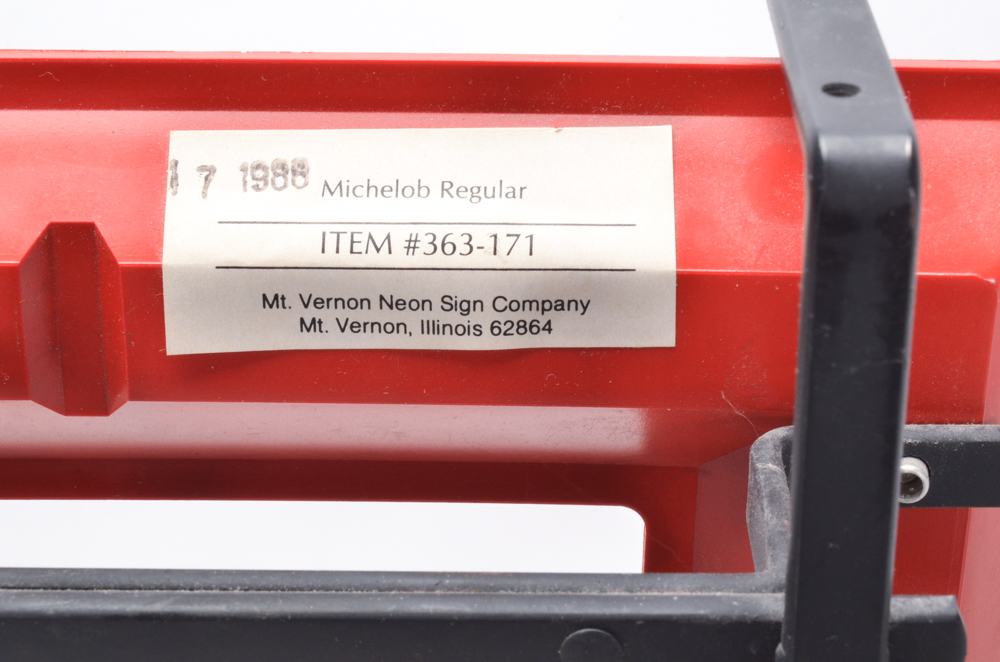 7 1988 Michelob Regular
ITEM #363-171
Mt. Vernon Neon Sign Company
Mt. Vernon, Illinois 62864